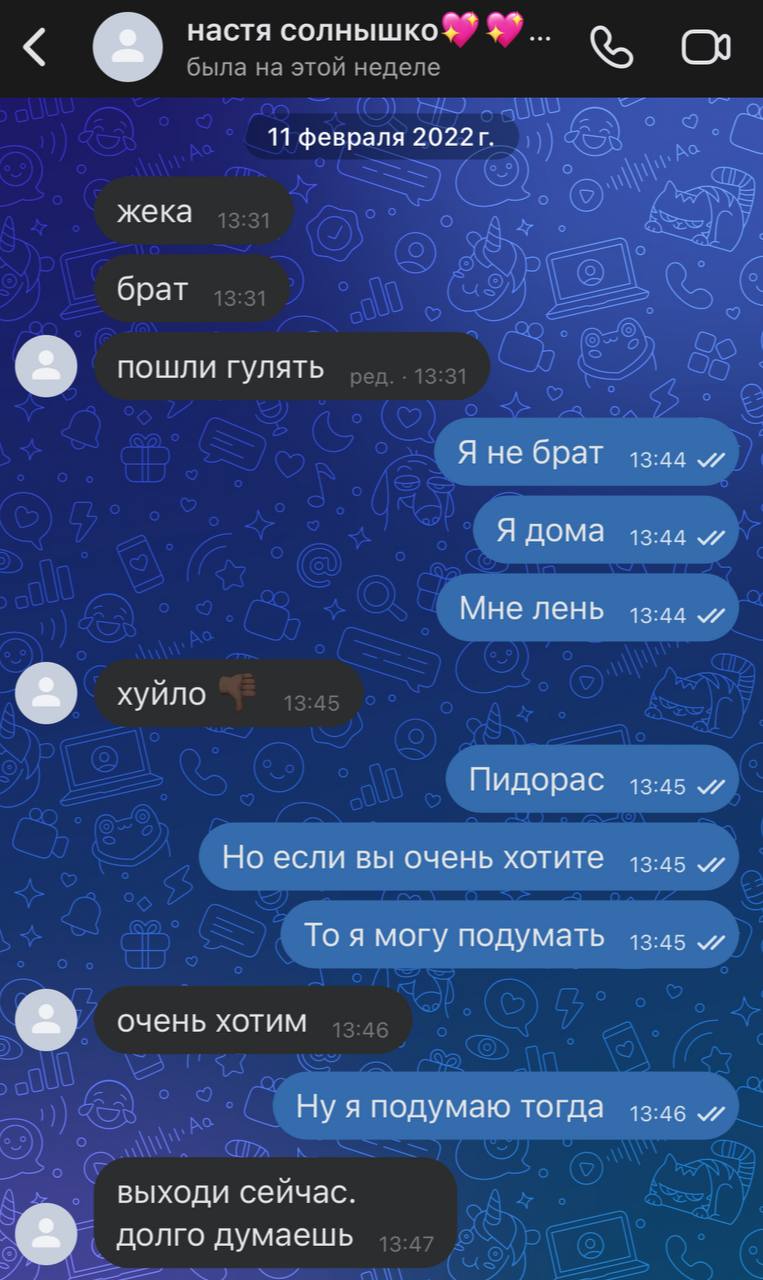 настя солнышко💖💖...
была на этой неделе
11 февраля 2022 г.
жека 13:31
брат 13:31
пошли гулять ред. · 13:31
Я не брат 13:44
Я дома 13:44
Мне лень 13:44
хуйло 👎🏿 13:45
Пидорас 13:45
Но если вы очень хотите 13:45
То я могу подумать 13:45
очень хотим 13:46
Ну я подумаю тогда 13:46
выходи сейчас.
долго думаешь 13:47